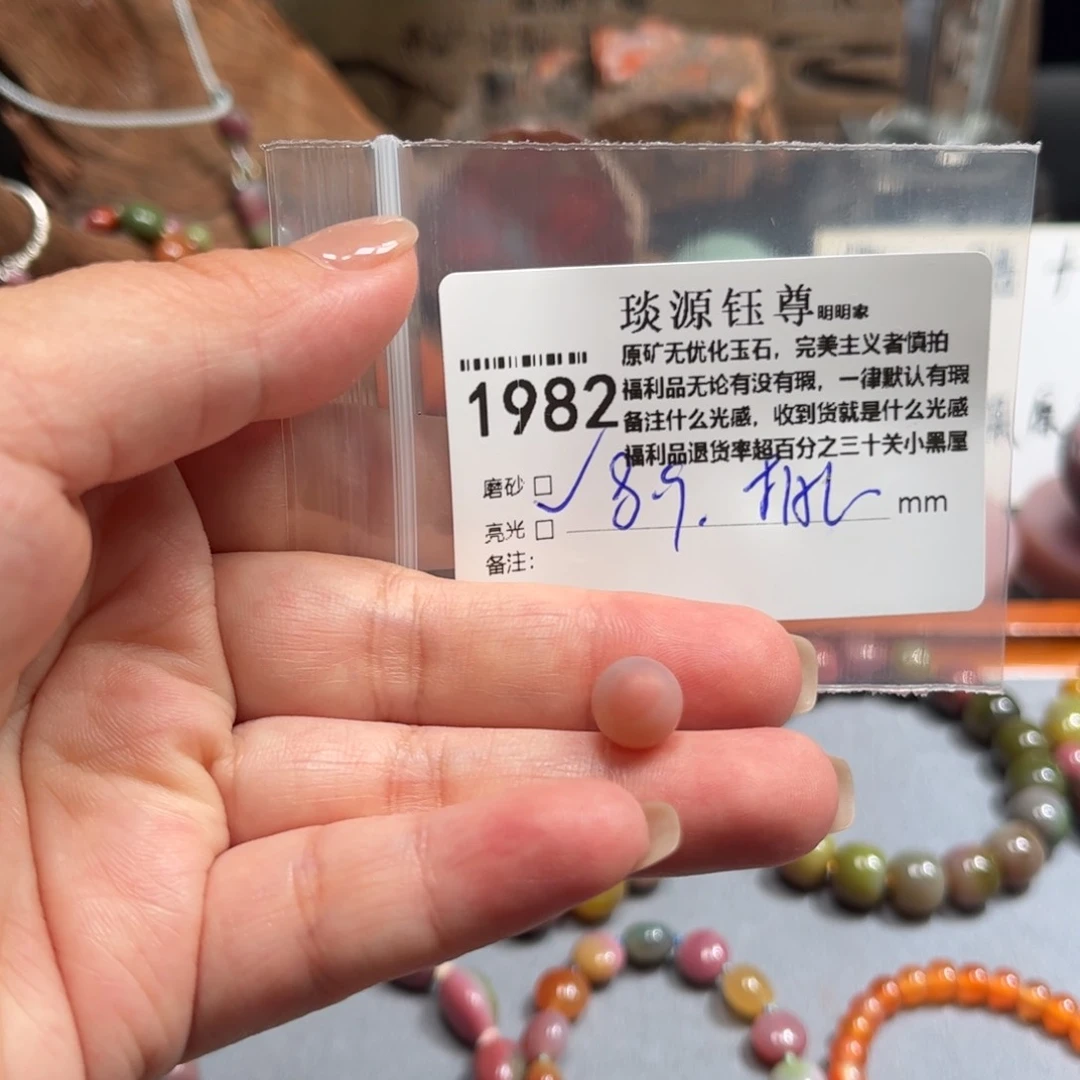 琰源钰尊明明家
原矿无优化玉石，完美主义者慎拍
1982
福利品无论有没有瑕，一律默认有瑕
备注什么光感，收到货就是什么光感
福利品退货率超百分之三十关小黑屋
磨砂 □ ✓
8.9.
mm
亮光 □
备注：